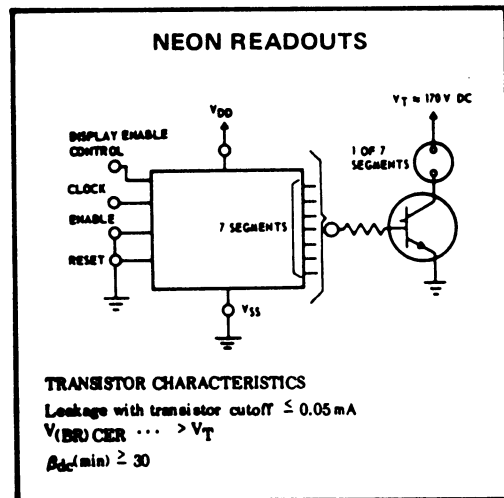 NEON READOUTS
V_DD
V_T ≈ 170 V DC
DISPLAY ENABLE
CONTROL
1 OF 7
SEGMENTS
CLOCK
ENABLE
7 SEGMENTS
RESET
V_SS
TRANSISTOR CHARACTERISTICS
Leakage with transistor cutoff ≤ 0.05 mA
V(BR) CER ··· > V_T
β_dc(min) ≥ 30